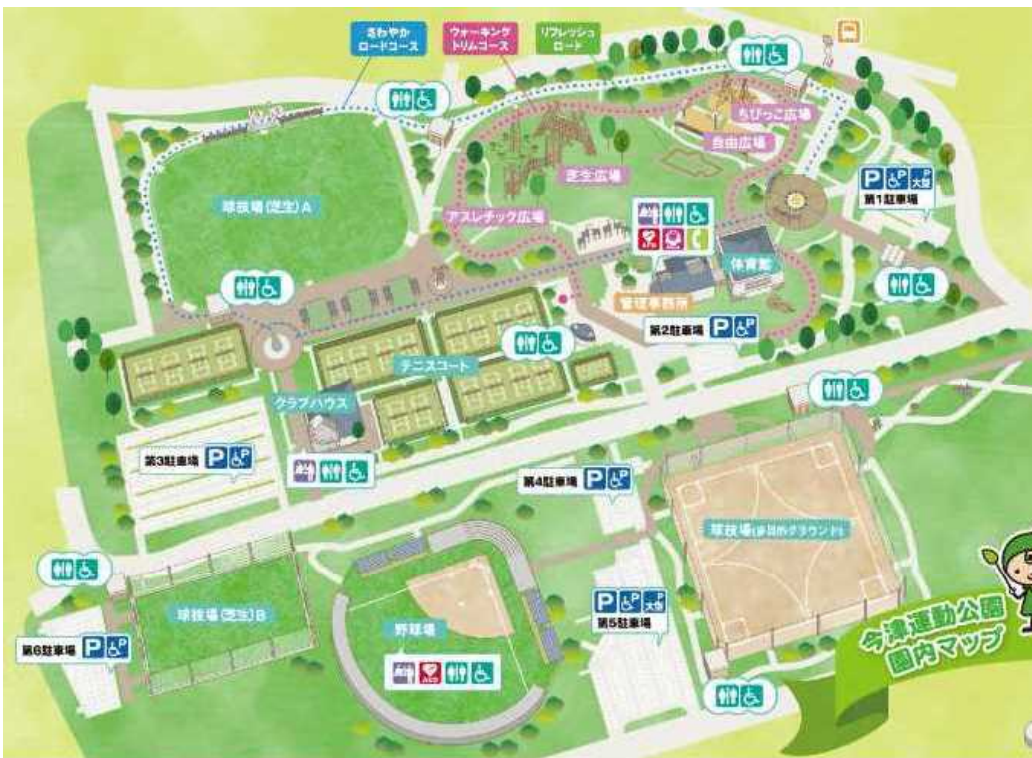 さわやか
ロードコース
ウォーキング
トリムコース
リフレッシュ
ロード
ちびっこ広場
自由広場
芝生広場
P P P 大型
第1駐車場
球技場(芝生)A
アスレチック広場
AED
体育館
管理事務所
第2駐車場 P P
テニスコート
クラブハウス
第3駐車場 P P
第4駐車場 P P
球技場(多目的グラウンド)
球技場(芝生)B
野球場
P P P 大型
第5駐車場
第6駐車場 P P
AED
今津運動公園
園内マップ